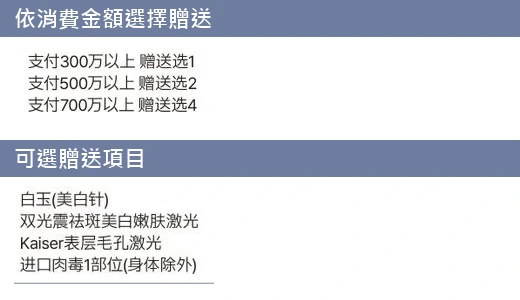 依消費金額選擇贈送
支付300万以上 赠送选1
支付500万以上 赠送选2
支付700万以上 赠送选4
可選贈送項目
白玉(美白针)
双光震祛斑美白嫩肤激光
Kaiser表层毛孔激光
进口肉毒1部位(身体除外)